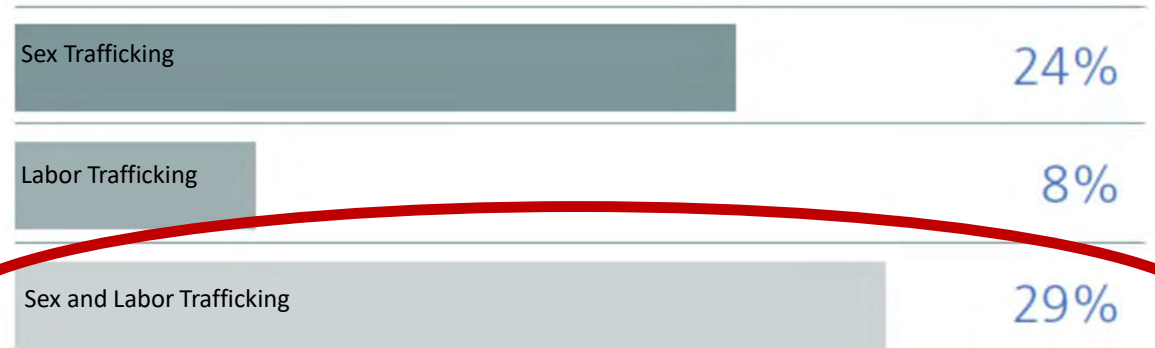 Sex Trafficking 24%
Labor Trafficking 8%
Sex and Labor Trafficking 29%